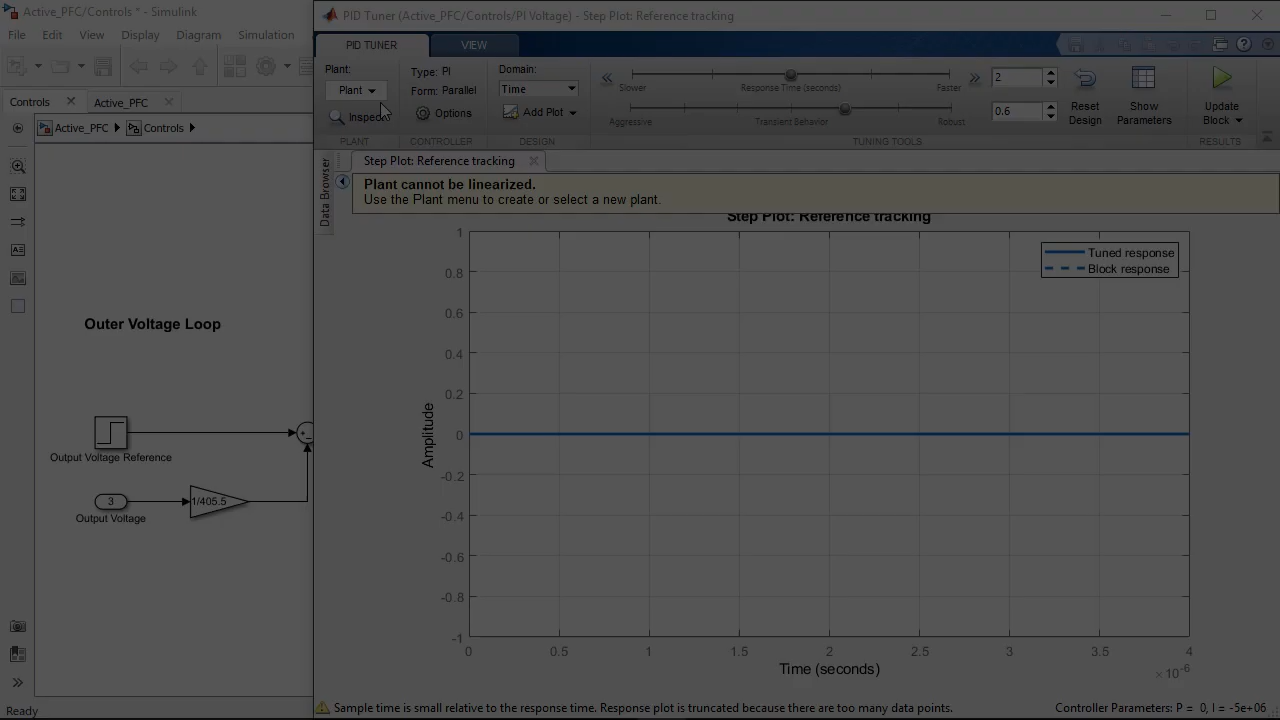 Active_PFC/Controls * - Simulink
File Edit View Display Diagram Simulation
Controls
Active_PFC
Active_PFC
Controls
Outer Voltage Loop
Output Voltage Reference
3
1/405.5
Output Voltage
Ready
PID Tuner (Active_PFC/Controls/PI Voltage) - Step Plot: Reference tracking
PID TUNER
VIEW
Plant:
Plant
Inspect
PLANT
Type: PI
Form: Parallel
Options
CONTROLLER
Domain:
Time
Add Plot
DESIGN
Slower
Response Time (seconds)
Faster
2
Aggressive
Transient Behavior
Robust
0.6
Reset
Design
Show
Parameters
TUNING TOOLS
Update
Block
RESULTS
Data Browser
Step Plot: Reference tracking
Plant cannot be linearized.
Use the Plant menu to create or select a new plant.
Step Plot: Reference tracking
Tuned response
Block response
Amplitude
1
0.8
0.6
0.4
0.2
0
-0.2
-0.4
-0.6
-0.8
-1
0 0.5 1 1.5 2 2.5 3 3.5 4
Time (seconds)
× 10⁻⁶
Sample time is small relative to the response time. Response plot is truncated because there are too many data points.
Controller Parameters: P = 0, I = -5e+06